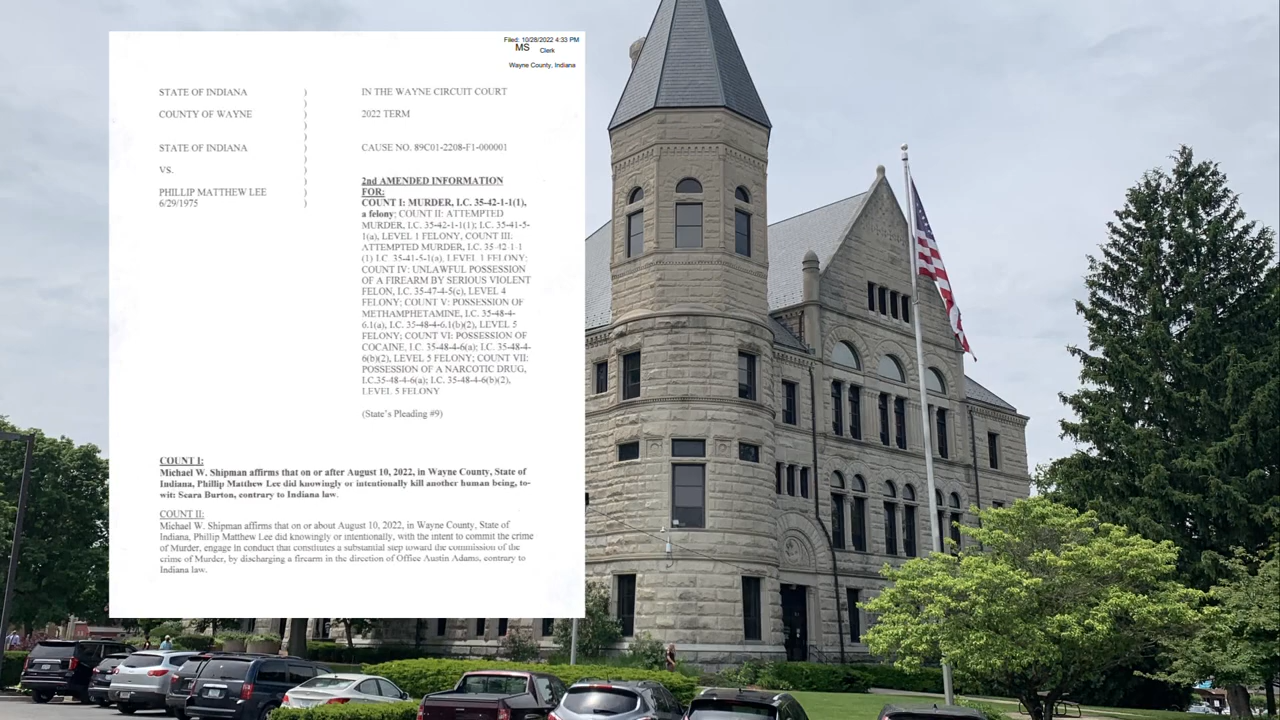 Filed: 10/28/2022 4:33 PM
MS Clerk
Wayne County, Indiana
STATE OF INDIANA ) IN THE WAYNE CIRCUIT COURT
)
COUNTY OF WAYNE ) 2022 TERM
)
)
STATE OF INDIANA ) CAUSE NO. 89C01-2208-F1-000001
)
VS. )
)
PHILLIP MATTHEW LEE )
6/29/1975 )
2nd AMENDED INFORMATION
FOR:
COUNT I: MURDER, I.C. 35-42-1-1(1),
a felony; COUNT II: ATTEMPTED
MURDER, I.C. 35-42-1-1(1); I.C. 35-41-5-
1(a), LEVEL 1 FELONY, COUNT III:
ATTEMPTED MURDER, I.C. 35-42-1-1
(1) I.C. 35-41-5-1(a), LEVEL 1 FELONY;
COUNT IV: UNLAWFUL POSSESSION
OF A FIREARM BY SERIOUS VIOLENT
FELON, I.C. 35-47-4-5(c), LEVEL 4
FELONY; COUNT V: POSSESSION OF
METHAMPHETAMINE, I.C. 35-48-4-
6.1(a), I.C. 35-48-4-6.1(b)(2), LEVEL 5
FELONY; COUNT VI: POSSESSION OF
COCAINE, I.C. 35-48-4-6(a); I.C. 35-48-4-
6(b)(2), LEVEL 5 FELONY; COUNT VII:
POSSESSION OF A NARCOTIC DRUG,
I.C.35-48-4-6(a); I.C. 35-48-4-6(b)(2),
LEVEL 5 FELONY
(State's Pleading #9)
COUNT I:
Michael W. Shipman affirms that on or after August 10, 2022, in Wayne County, State of
Indiana, Phillip Matthew Lee did knowingly or intentionally kill another human being, to-
wit: Seara Burton, contrary to Indiana law.
COUNT II:
Michael W. Shipman affirms that on or about August 10, 2022, in Wayne County, State of
Indiana, Phillip Matthew Lee did knowingly or intentionally, with the intent to commit the crime
of Murder, engage in conduct that constitutes a substantial step toward the commission of the
crime of Murder, by discharging a firearm in the direction of Office Austin Adams, contrary to
Indiana law.